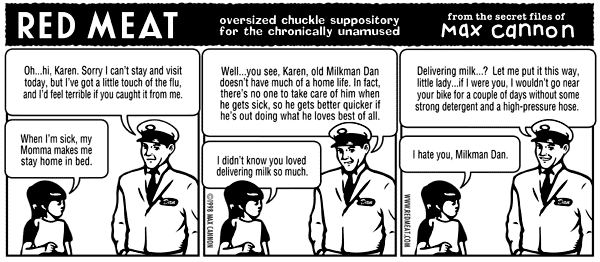 RED MEAT
oversized chuckle suppository
for the chronically unamused
from the secret files of
Max cannon
Oh...hi, Karen. Sorry I can't stay and visit
today, but I've got a little touch of the flu,
and I'd feel terrible if you caught it from me.
When I'm sick, my
Momma makes me
stay home in bed.
Dan
©1998 MAX CANNON
Well...you see, Karen, old Milkman Dan
doesn't have much of a home life. In fact,
there's no one to take care of him when
he gets sick, so he gets better quicker if
he's out doing what he loves best of all.
I didn't know you loved
delivering milk so much.
Dan
WWW.REDMEAT.COM
Delivering milk...? Let me put it this way,
little lady...if I were you, I wouldn't go near
your bike for a couple of days without some
strong detergent and a high-pressure hose.
I hate you, Milkman Dan.
Dan